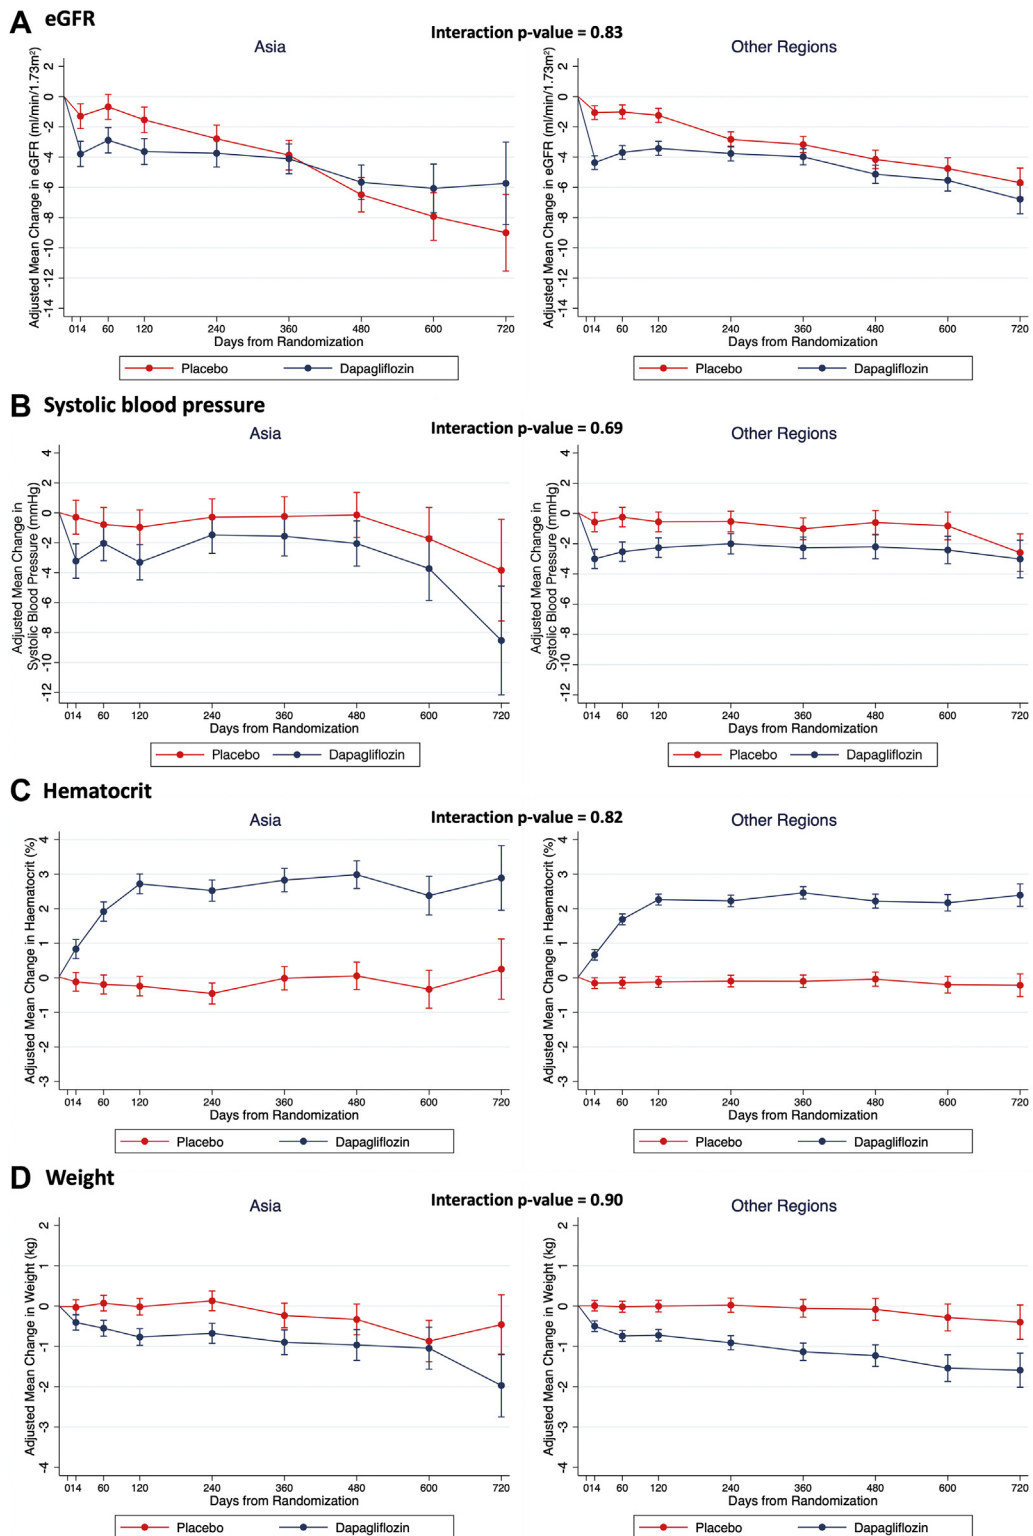 A eGFR
Interaction p-value = 0.83
Asia
Other Regions
Adjusted Mean Change in eGFR (ml/min/1.73m²)
2
0
-2
-4
-6
-8
-10
-12
-14
014 60 120 240 360 480 600 720
Days from Randomization
Placebo Dapagliflozin
Adjusted Mean Change in eGFR (ml/min/1.73m²)
2
0
-2
-4
-6
-8
-10
-12
-14
014 60 120 240 360 480 600 720
Days from Randomization
Placebo Dapagliflozin
B Systolic blood pressure
Interaction p-value = 0.69
Asia
Other Regions
Adjusted Mean Change in
Systolic Blood Pressure (mmHg)
4
2
0
-2
-4
-6
-8
-10
-12
014 60 120 240 360 480 600 720
Days from Randomization
Placebo Dapagliflozin
Adjusted Mean Change in
Systolic Blood Pressure (mmHg)
4
2
0
-2
-4
-6
-8
-10
-12
014 60 120 240 360 480 600 720
Days from Randomization
Placebo Dapagliflozin
C Hematocrit
Interaction p-value = 0.82
Asia
Other Regions
Adjusted Mean Change in Haematocrit (%)
4
3
2
1
0
-1
-2
-3
014 60 120 240 360 480 600 720
Days from Randomization
Placebo Dapagliflozin
Adjusted Mean Change in Haematocrit (%)
4
3
2
1
0
-1
-2
-3
014 60 120 240 360 480 600 720
Days from Randomization
Placebo Dapagliflozin
D Weight
Interaction p-value = 0.90
Asia
Other Regions
Adjusted Mean Change in Weight (kg)
2
1
0
-1
-2
-3
-4
014 60 120 240 360 480 600 720
Days from Randomization
Placebo Dapagliflozin
Adjusted Mean Change in Weight (kg)
2
1
0
-1
-2
-3
-4
014 60 120 240 360 480 600 720
Days from Randomization
Placebo Dapagliflozin